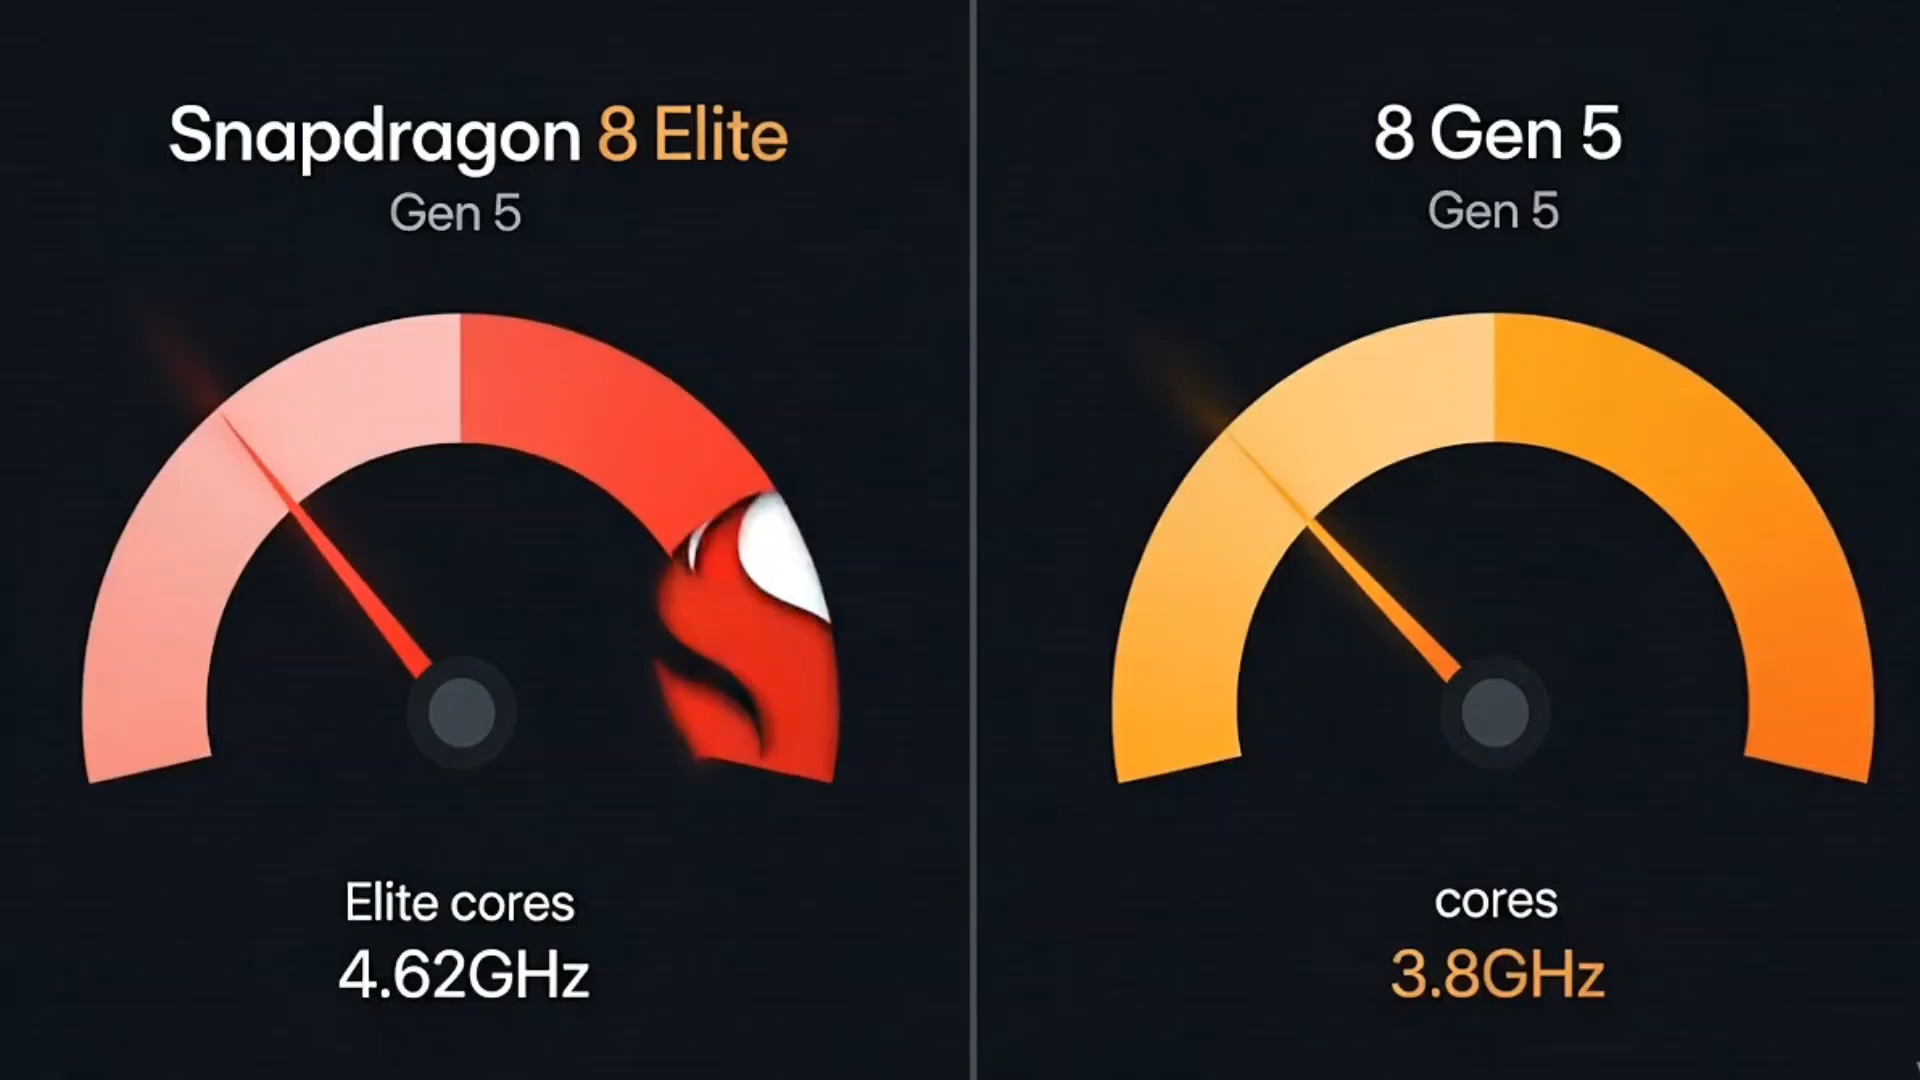 Snapdragon 8 Elite
Gen 5
Elite cores
4.62GHz
8 Gen 5
Gen 5
cores
3.8GHz